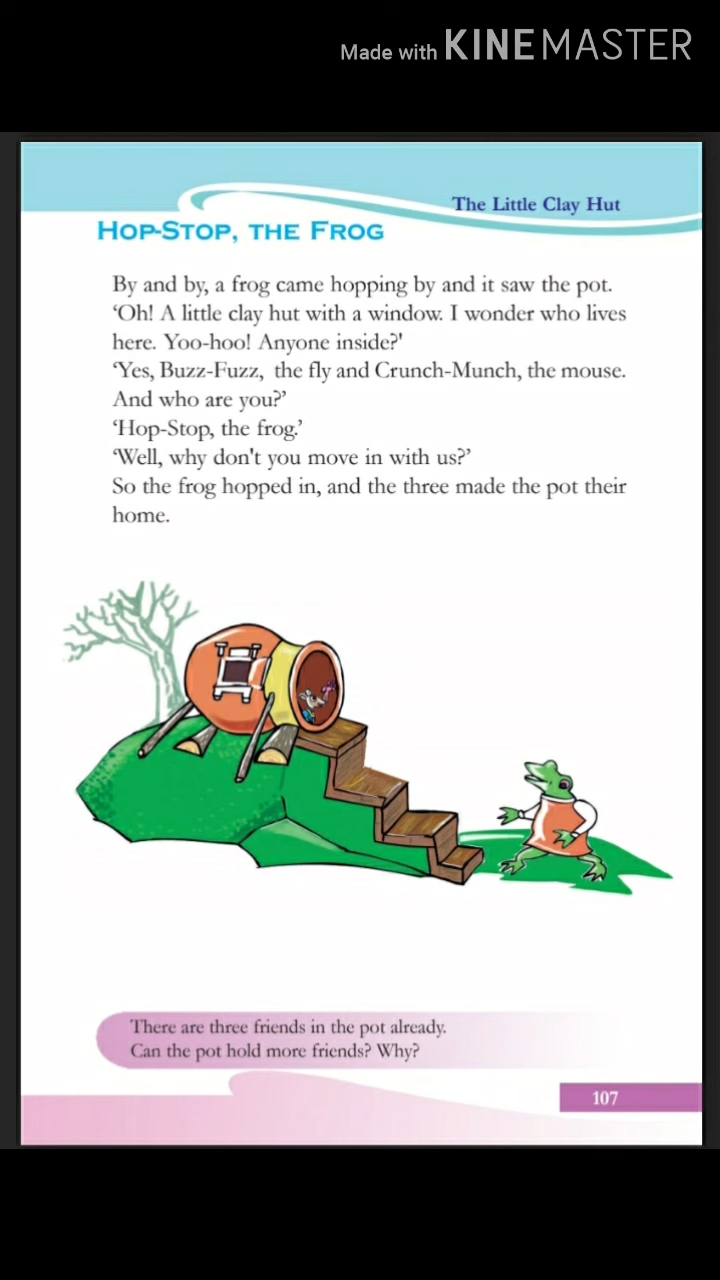 Made with KINEMASTER
The Little Clay Hut
HOP-STOP, THE FROG
By and by, a frog came hopping by and it saw the pot.
‘Oh! A little clay hut with a window. I wonder who lives
here. Yoo-hoo! Anyone inside?'
‘Yes, Buzz-Fuzz, the fly and Crunch-Munch, the mouse.
And who are you?’
‘Hop-Stop, the frog.’
‘Well, why don't you move in with us?’
So the frog hopped in, and the three made the pot their
home.
There are three friends in the pot already.
Can the pot hold more friends? Why?
107